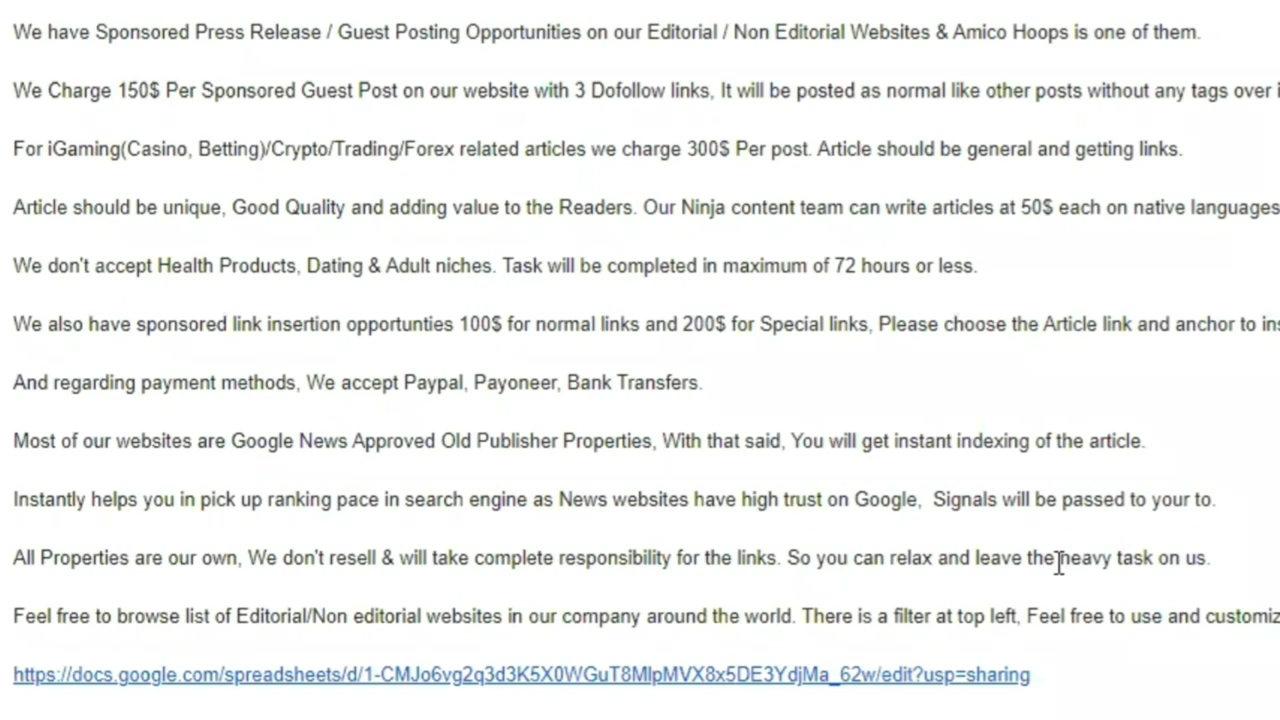 We have Sponsored Press Release / Guest Posting Opportunities on our Editorial / Non Editorial Websites & Amico Hoops is one of them.
We Charge 150$ Per Sponsored Guest Post on our website with 3 Dofollow links, It will be posted as normal like other posts without any tags over
For iGaming(Casino, Betting)/Crypto/Trading/Forex related articles we charge 300$ Per post. Article should be general and getting links.
Article should be unique, Good Quality and adding value to the Readers. Our Ninja content team can write articles at 50$ each on native languages
We don't accept Health Products, Dating & Adult niches. Task will be completed in maximum of 72 hours or less.
We also have sponsored link insertion opportunties 100$ for normal links and 200$ for Special links, Please choose the Article link and anchor to
And regarding payment methods, We accept Paypal, Payoneer, Bank Transfers.
Most of our websites are Google News Approved Old Publisher Properties, With that said, You will get instant indexing of the article.
Instantly helps you in pick up ranking pace in search engine as News websites have high trust on Google,  Signals will be passed to your to.
All Properties are our own, We don't resell & will take complete responsibility for the links. So you can relax and leave the heavy task on us.
Feel free to browse list of Editorial/Non editorial websites in our company around the world. There is a filter at top left, Feel free to use and customiz
https://docs.google.com/spreadsheets/d/1-CMJo6vg2q3d3K5X0WGuT8MlpMVX8x5DE3YdjMa_62w/edit?usp=sharing